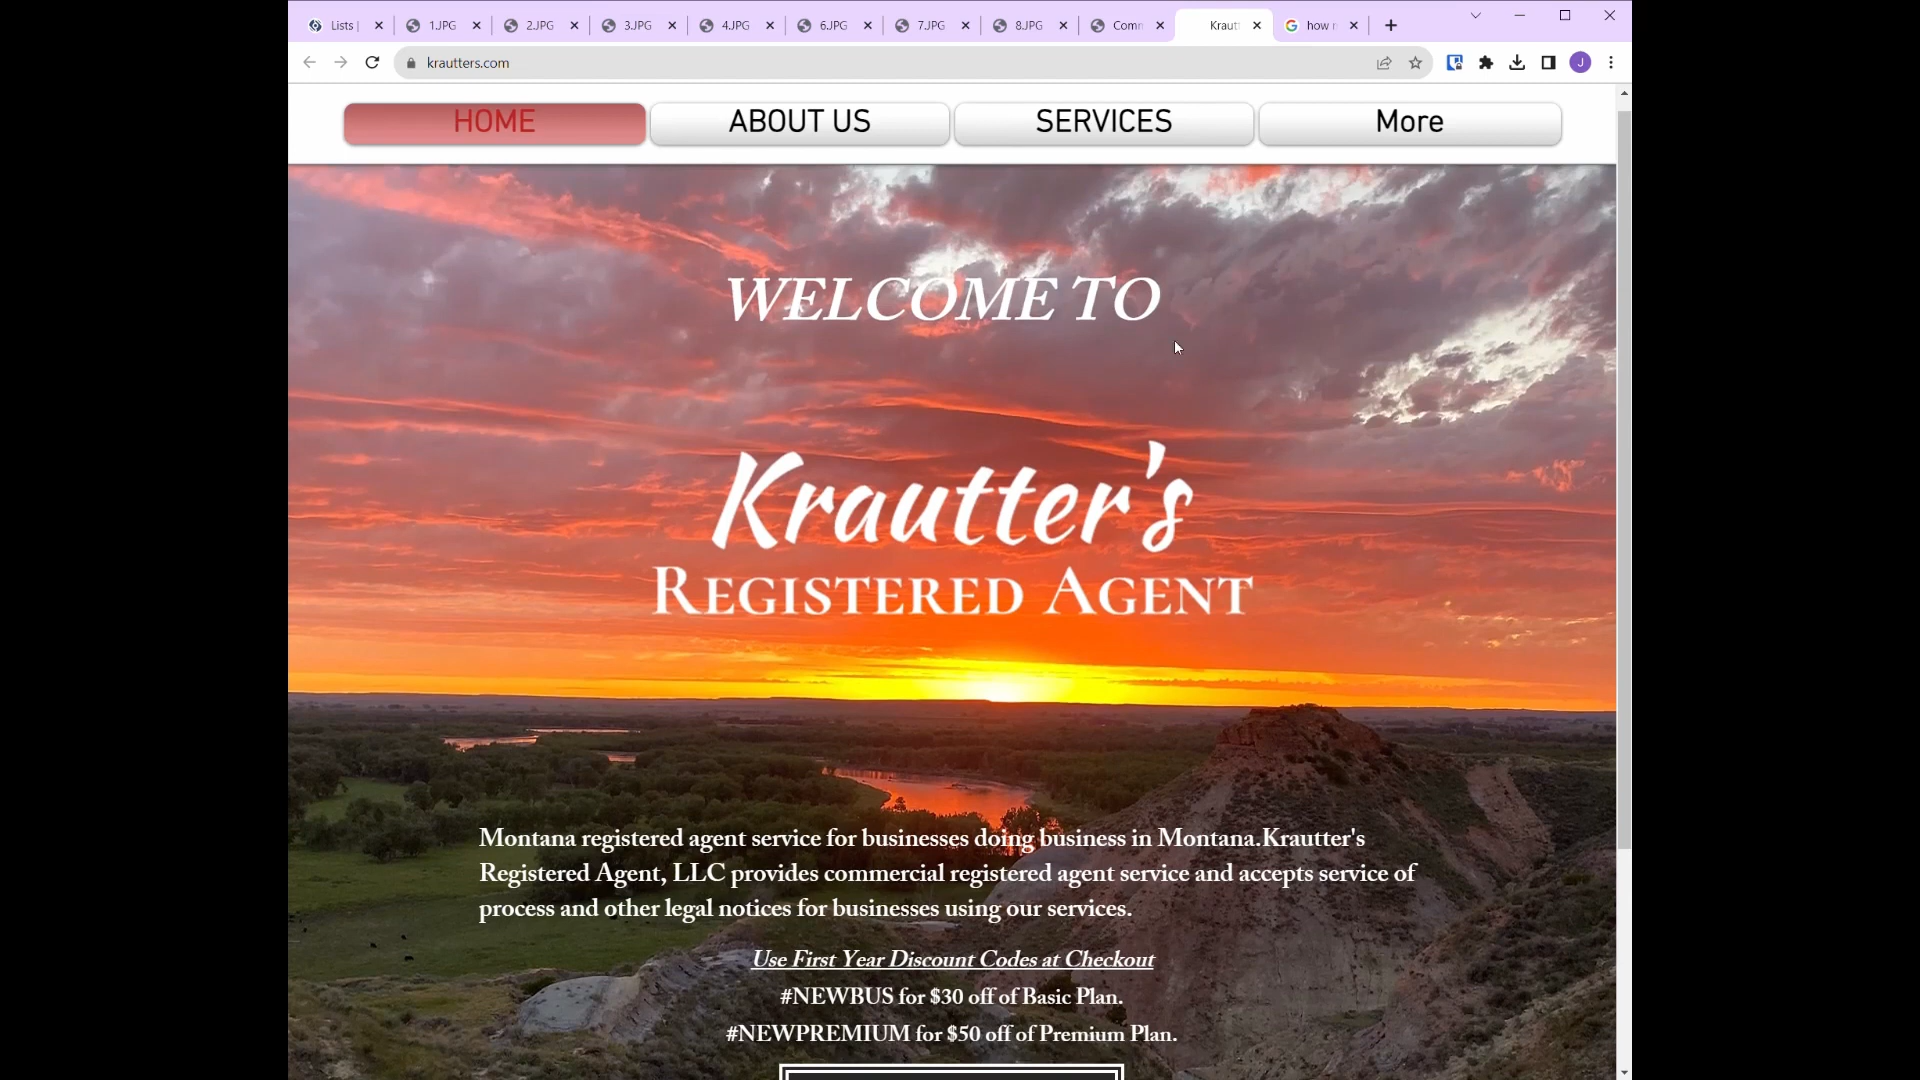 Lists |
1.JPG
2.JPG
3.JPG
4.JPG
6.JPG
7.JPG
8.JPG
Comm
Kraut
how
krautters.com
J
HOME
ABOUT US
SERVICES
More
WELCOME TO
Krautter's
REGISTERED AGENT
Montana registered agent service for businesses doing business in Montana.Krautter's
Registered Agent, LLC provides commercial registered agent service and accepts service of
process and other legal notices for businesses using our services.
Use First Year Discount Codes at Checkout
#NEWBUS for $30 off of Basic Plan.
#NEWPREMIUM for $50 off of Premium Plan.